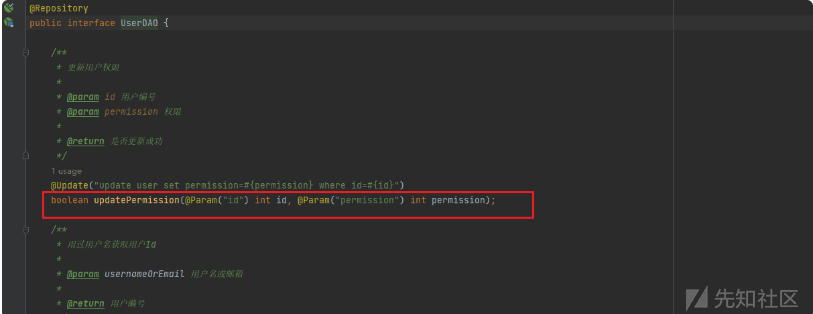 @Repository
public interface UserDAO {
/**
* 更新用户权限
*
* @param id 用户编号
* @param permission 权限
*
* @return 是否更新成功
*/
1 usage
@Update("update user set permission=#{permission} where id=#{id}")
boolean updatePermission(@Param("id") int id, @Param("permission") int permission);
/**
* 用过用户名获取用户Id
*
* @param usernameOrEmail 用户名或邮箱
*
* @return 用户编号
先知社区